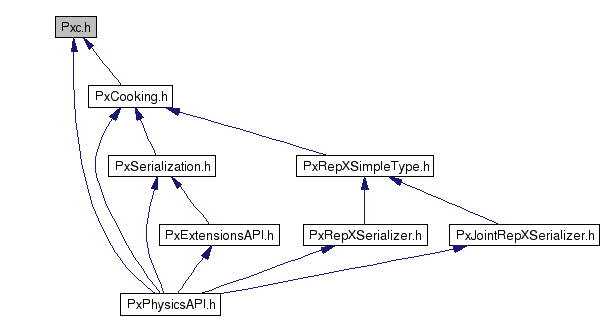 Pxc.h
PxCooking.h
PxSerialization.h
PxRepXSimpleType.h
PxExtensionsAPI.h
PxRepXSerializer.h
PxJointRepXSerializer.h
PxPhysicsAPI.h